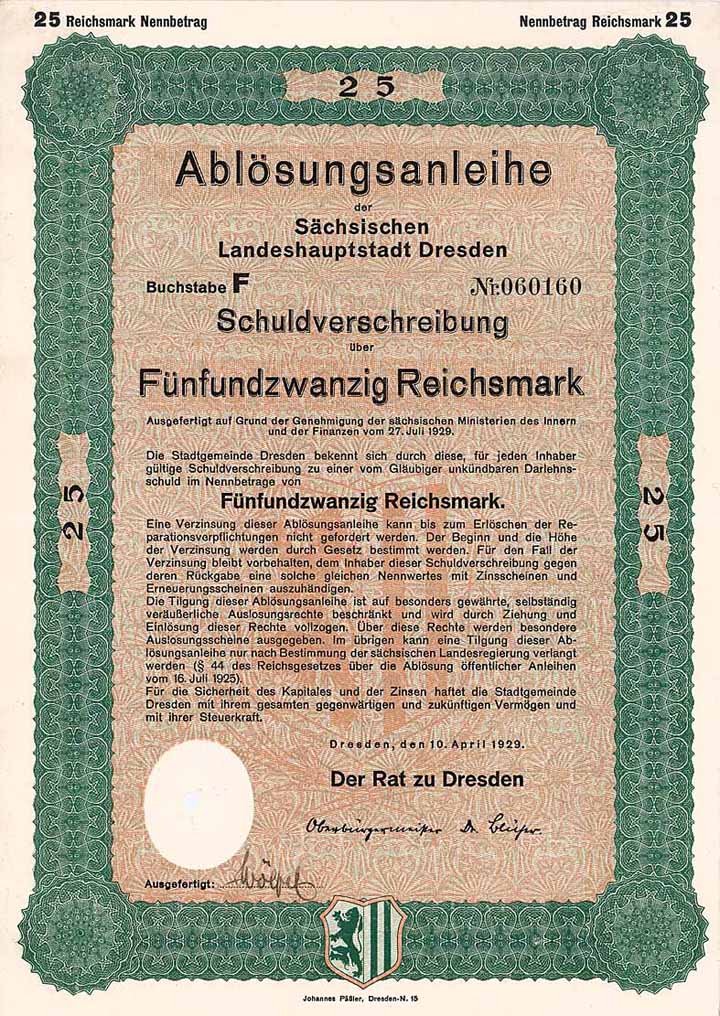 25 Reichsmark Nennbetrag
Nennbetrag Reichsmark 25
2 5
Ablösungsanleihe
der
Sächsischen
Landeshauptstadt Dresden
Buchstabe F
Nr. 060160
Schuldverschreibung
über
Fünfundzwanzig Reichsmark
Ausgefertigt auf Grund der Genehmigung der sächsischen Ministerien des Innern
und der Finanzen vom 27. Juli 1929.
Die Stadtgemeinde Dresden bekennt sich durch diese, für jeden Inhaber
gültige Schuldverschreibung zu einer vom Gläubiger unkündbaren Darlehns-
schuld im Nennbetrage von
Fünfundzwanzig Reichsmark.
Eine Verzinsung dieser Ablösungsanleihe kann bis zum Erlöschen der Re-
parationsverpflichtungen nicht gefordert werden. Der Beginn und die Höhe
der Verzinsung werden durch Gesetz bestimmt werden. Für den Fall der
Verzinsung bleibt vorbehalten, dem Inhaber dieser Schuldverschreibung gegen
deren Rückgabe eine solche gleichen Nennwertes mit Zinsscheinen und
Erneuerungsscheinen auszuhändigen.
Die Tilgung dieser Ablösungsanleihe ist auf besonders gewährte, selbständig
veräußerliche Auslosungsrechte beschränkt und wird durch Ziehung und
Einlösung dieser Rechte vollzogen. Über diese Rechte werden besondere
Auslosungsscheine ausgegeben. Im übrigen kann eine Tilgung dieser Ab-
lösungsanleihe nur nach Bestimmung der sächsischen Landesregierung verlangt
werden (§ 44 des Reichsgesetzes über die Ablösung öffentlicher Anleihen
vom 16. Juli 1925).
Für die Sicherheit des Kapitales und der Zinsen haftet die Stadtgemeinde
Dresden mit ihrem gesamten gegenwärtigen und zukünftigen Vermögen und
mit ihrer Steuerkraft.
25
25
Dresden, den 10. April 1929.
Der Rat zu Dresden
Oberbürgermeister Dr. Blüher.
Ausgefertigt: Wölfel
Johannes Päßler, Dresden-N. 15